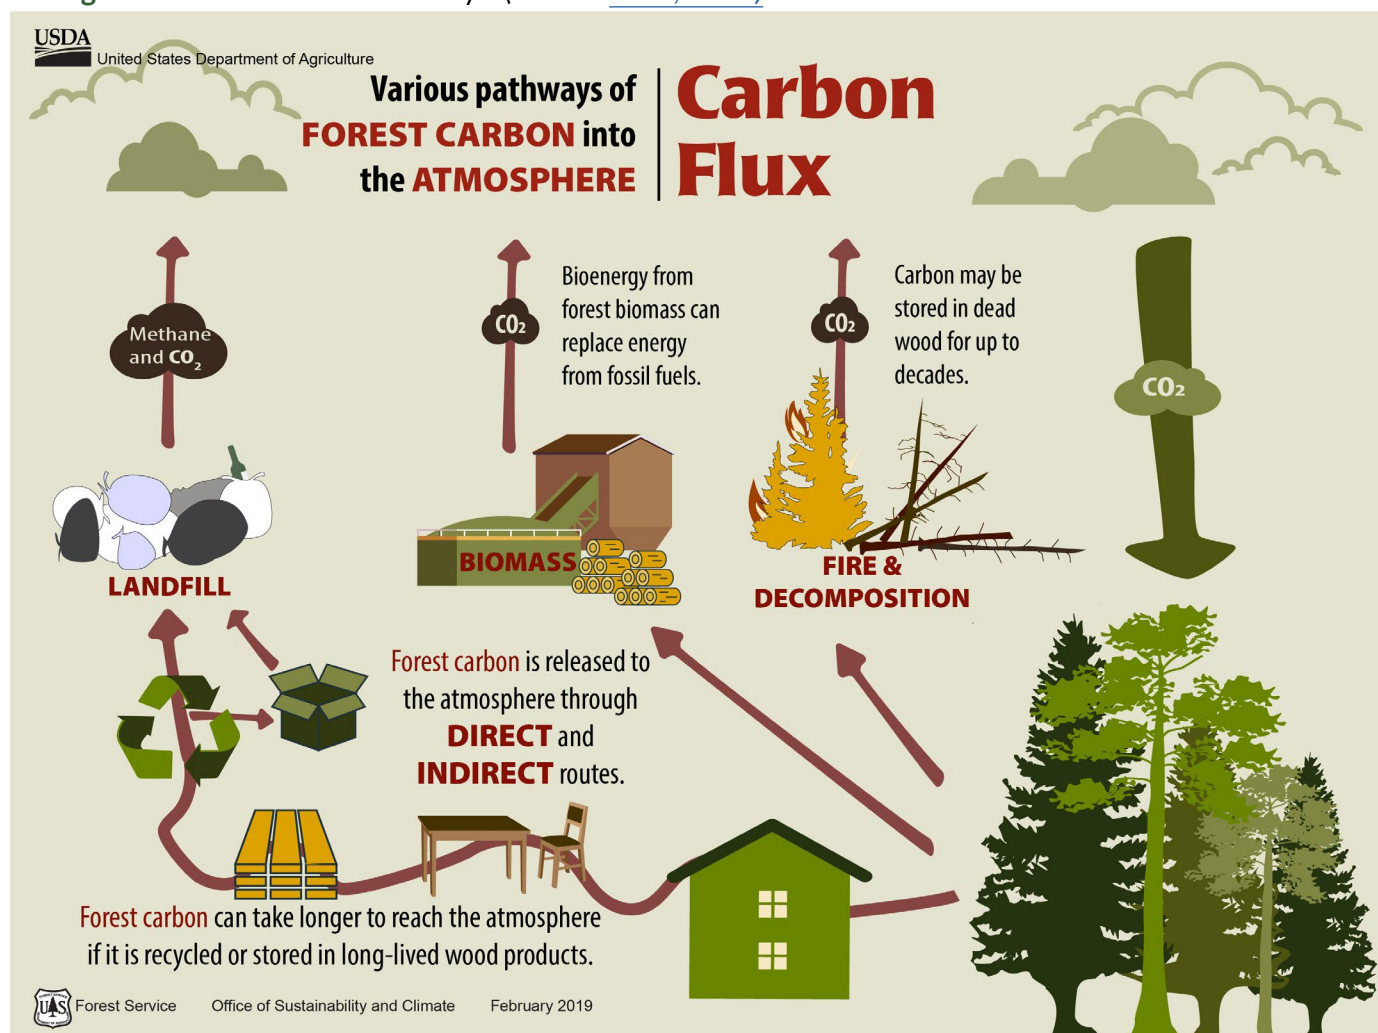 USDA
United States Department of Agriculture
Various pathways of
FOREST CARBON into
the ATMOSPHERE
Carbon
Flux
Methane
and CO₂
CO₂
Bioenergy from
forest biomass can
replace energy
from fossil fuels.
CO₂
Carbon may be
stored in dead
wood for up to
decades.
CO₂
LANDFILL
BIOMASS
FIRE &
DECOMPOSITION
Forest carbon is released to
the atmosphere through
DIRECT and
INDIRECT routes.
Forest carbon can take longer to reach the atmosphere
if it is recycled or stored in long-lived wood products.
UAS
Forest Service Office of Sustainability and Climate February 2019